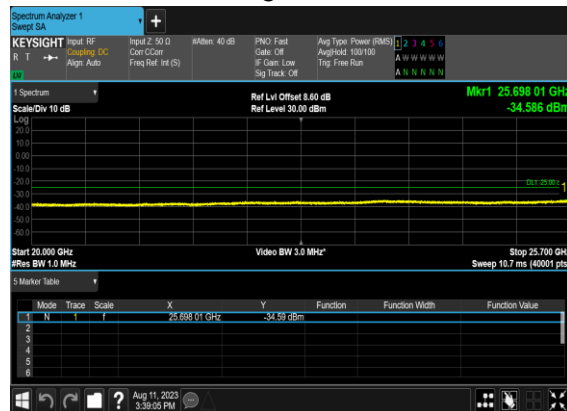 Spectrum Analyzer 1
Swept SA
+
KEYSIGHT Input: RF Input Z: 50 Ω #Atten: 40 dB PNO: Fast Avg Type: Power (RMS) 1 2 3 4 5 6
R T Coupling: DC Corr CCorr Gate: Off Avg|Hold: 100/100 A W W W W W
Align: Auto Freq Ref: Int (S) IF Gain: Low Trig: Free Run
Sig Track: Off A N N N N N
1 Spectrum Ref Lvl Offset 8.60 dB Mkr1 25.698 01 GHz
Scale/Div 10 dB Ref Level 30.00 dBm -34.586 dBm
Log
20.0
10.0
0.00
-10.0
-20.0
DL1 25.00 1
-30.0
-40.0
-50.0
-60.0
Start 20.000 GHz Video BW 3.0 MHz* Stop 25.700 GHz
#Res BW 1.0 MHz Sweep 10.7 ms (40001 pts
5 Marker Table
Mode Trace Scale X Y Function Function Width Function Value
1 N 1 f 25.698 01 GHz -34.59 dBm
2
3
4
5
6
? Aug 11, 2023
3:39:05 PM